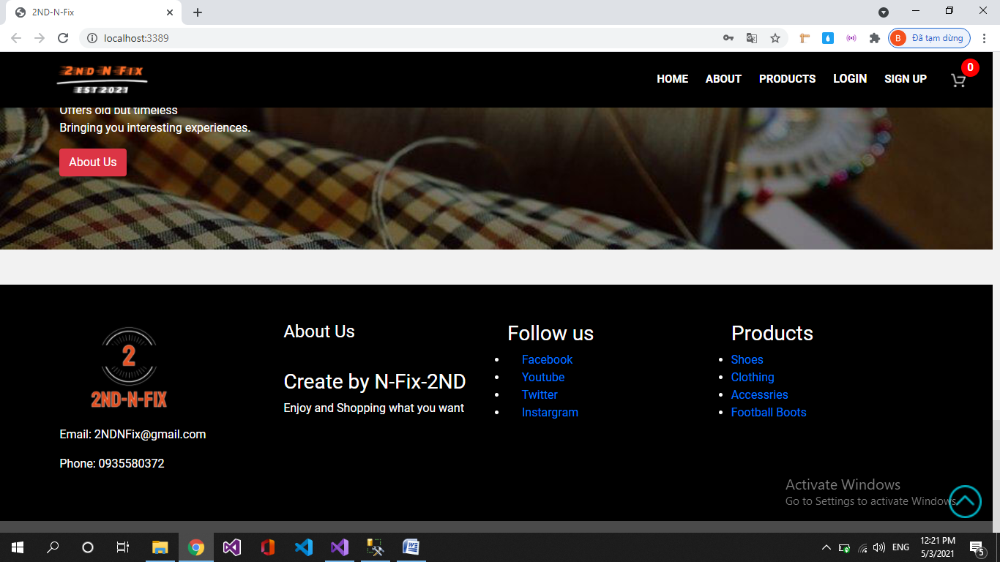 2ND-N-Fix
localhost:3389
B Đã tạm dừng
2ND N FIX
EST 2021
HOME ABOUT PRODUCTS LOGIN SIGN UP 0
Offers old but timeless
Bringing you interesting experiences.
About Us
2
2ND-N-FIX
Email: 2NDNFix@gmail.com
Phone: 0935580372
About Us
Create by N-Fix-2ND
Enjoy and Shopping what you want
Follow us
Facebook
Youtube
Twitter
Instargram
Products
Shoes
Clothing
Accessries
Football Boots
Activate Windows
Go to Settings to activate Windows.
ENG
12:21 PM
5/3/2021
5